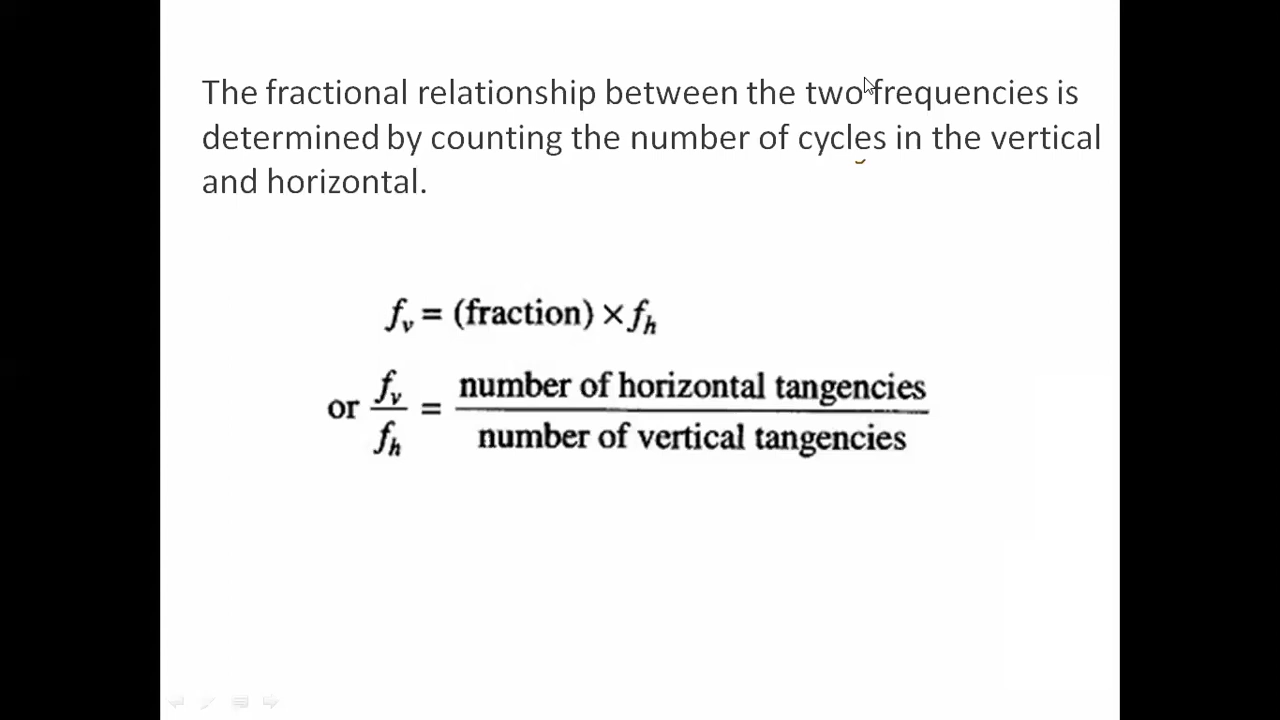 The fractional relationship between the two frequencies is
determined by counting the number of cycles in the vertical
and horizontal.
fv = (fraction) × fh
or fv/fh = number of horizontal tangencies / number of vertical tangencies